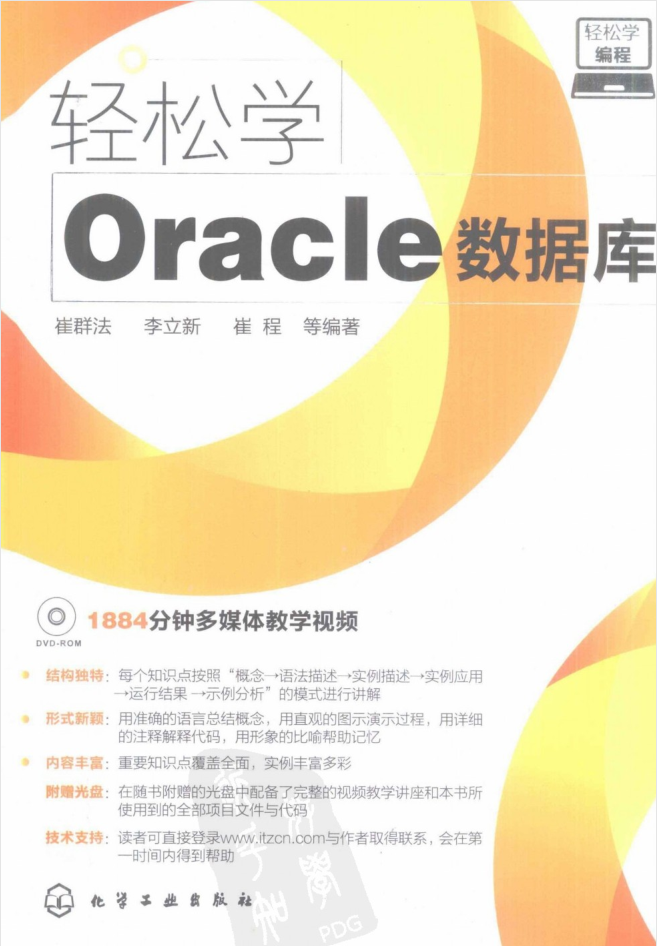 轻松学
编程
轻松学
Oracle数据库
崔群法 李立新 崔 程 等编著
DVD-ROM
1884分钟多媒体教学视频
结构独特：每个知识点按照“概念→语法描述→实例描述→实例应用
→运行结果→示例分析”的模式进行讲解
形式新颖：用准确的语言总结概念，用直观的图示演示过程，用详细
的注释解释代码，用形象的比喻帮助记忆
内容丰富：重要知识点覆盖全面，实例丰富多彩
附赠光盘：在随书附赠的光盘中配备了完整的视频教学讲座和本书所
使用到的全部项目文件与代码
技术支持：读者可直接登录www.itzcn.com与作者取得联系，会在第
一时间内得到帮助
化学工业出版社
PDG